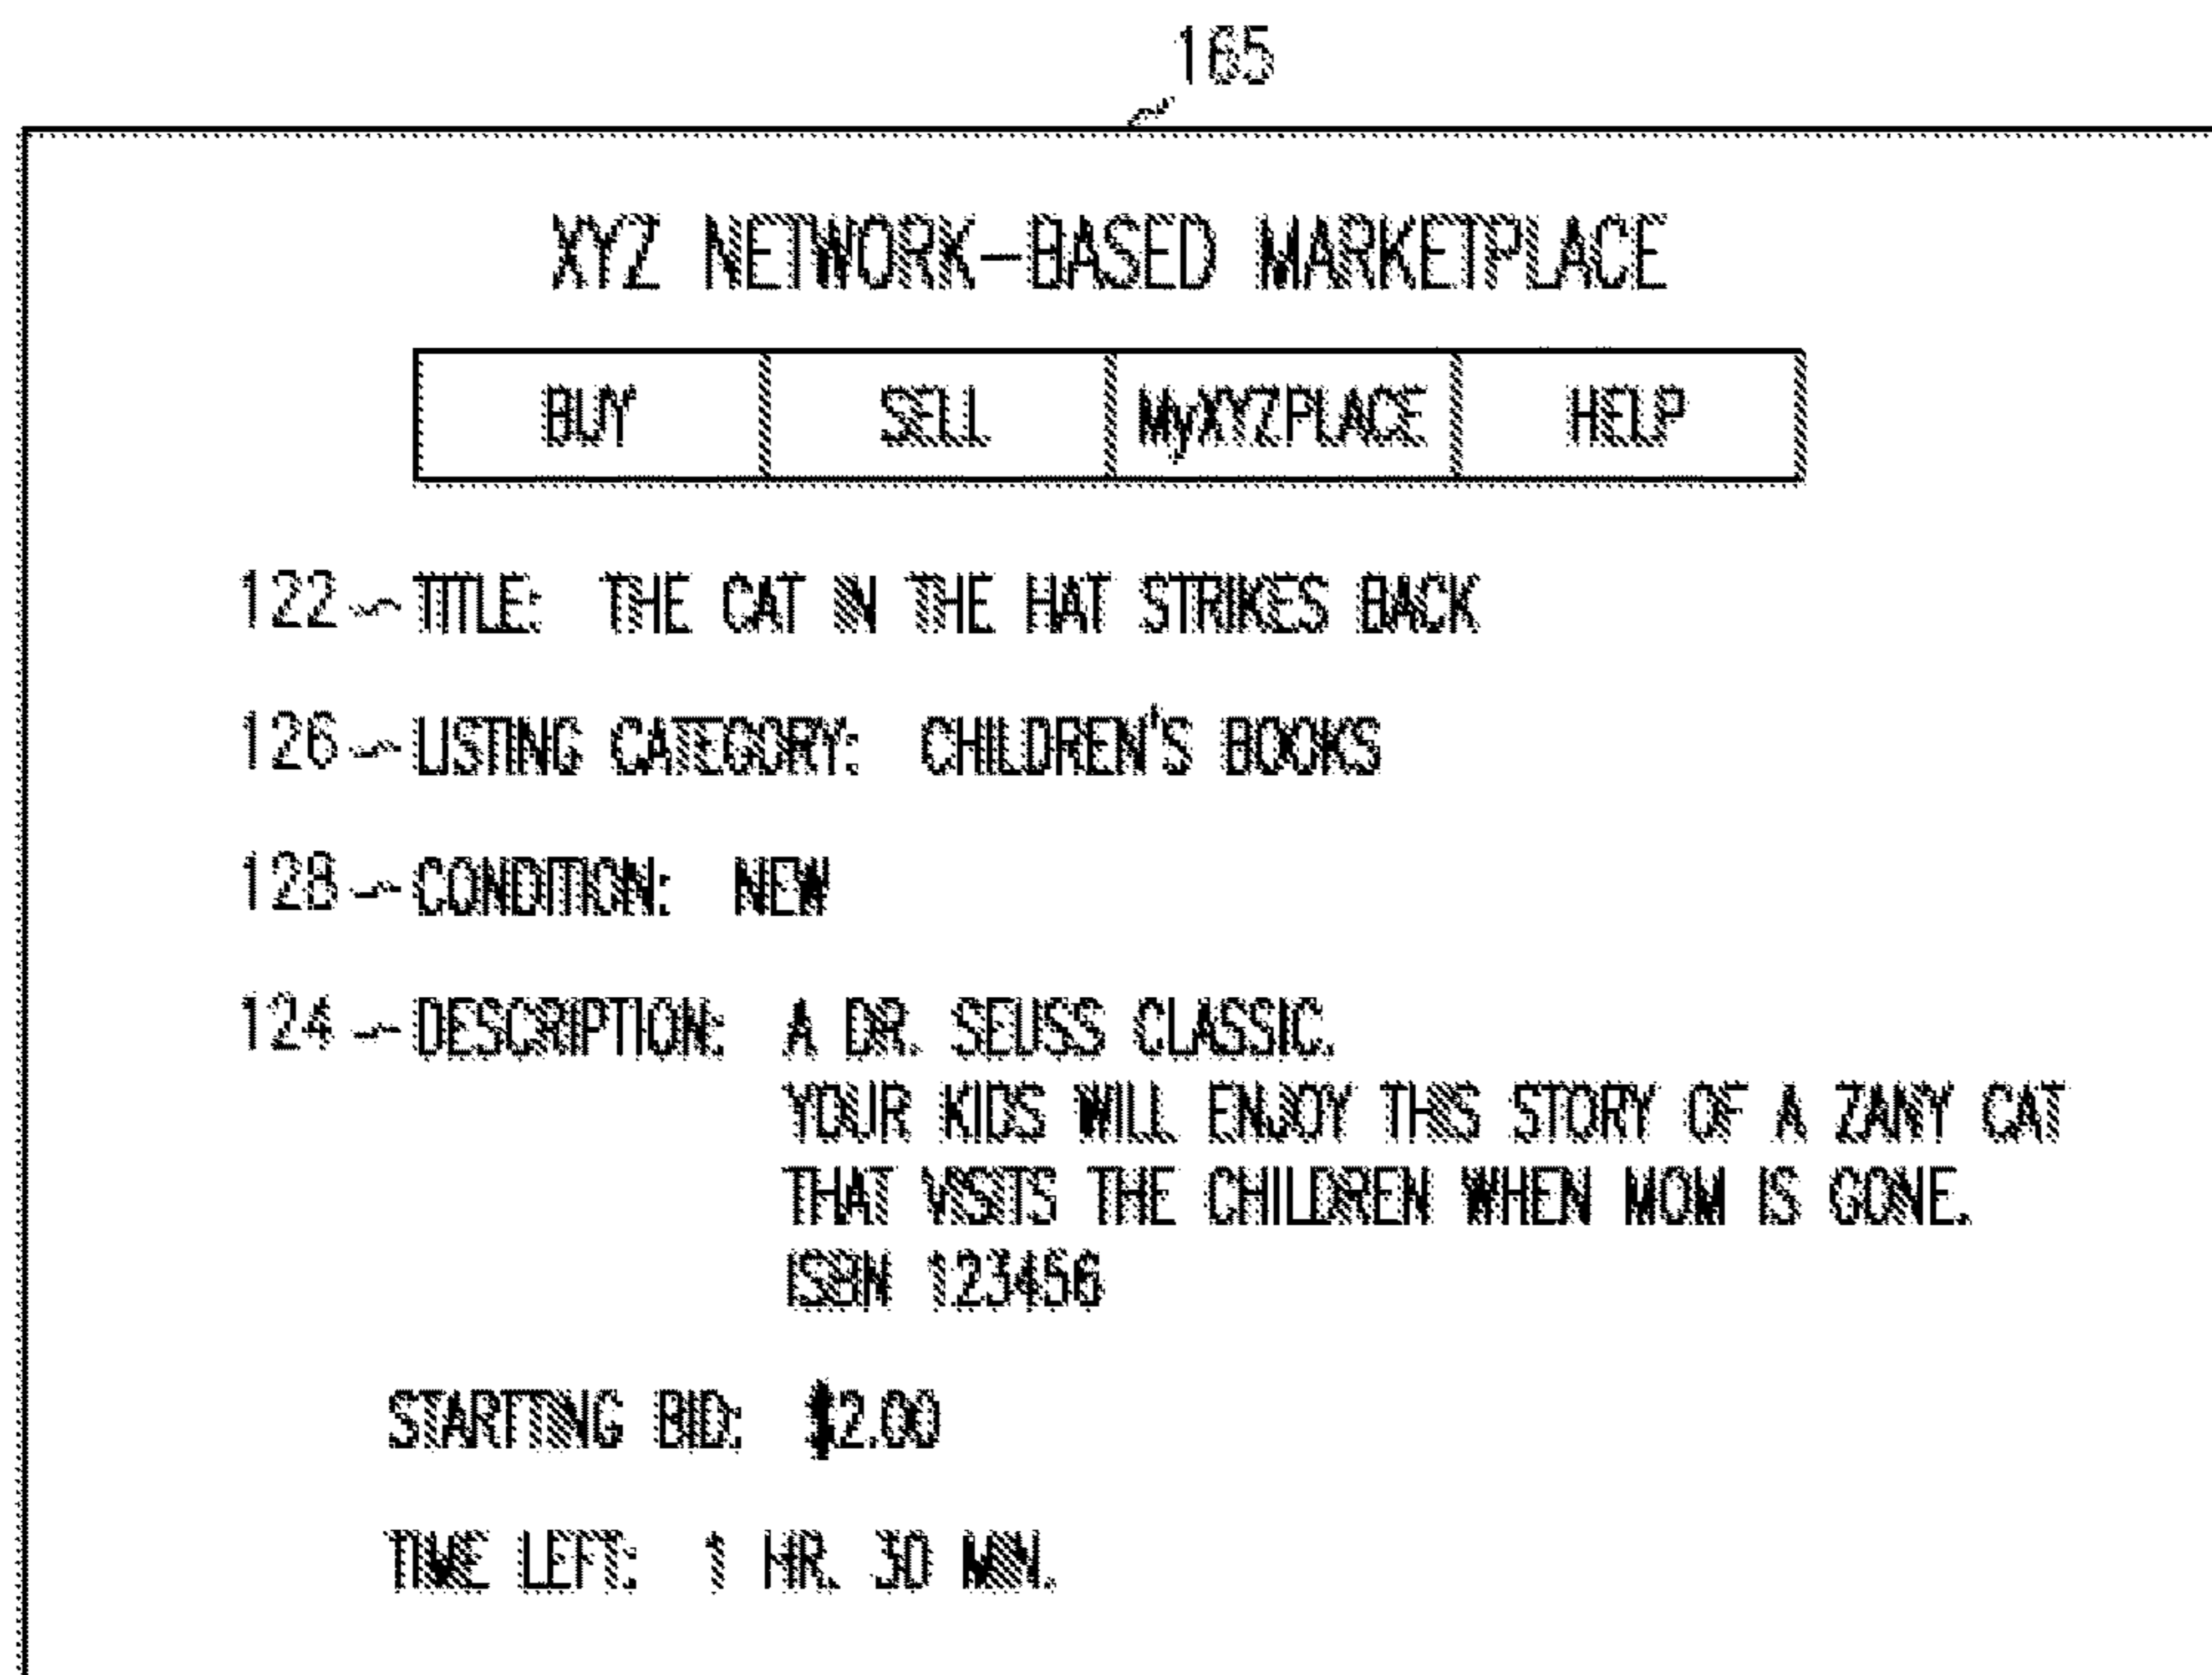 165
XYZ NETWORK-BASED MARKETPLACE
BUY SELL MyXYZPLACE HELP
122 TITLE: THE CAT IN THE HAT STRIKES BACK
126 LISTING CATEGORY: CHILDREN'S BOOKS
128 CONDITION: NEW
124 DESCRIPTION: A DR. SEUSS CLASSIC.
YOUR KIDS WILL ENJOY THIS STORY OF A ZANY CAT
THAT VISITS THE CHILDREN WHEN MOM IS GONE.
ISBN 123456
STARTING BID: $2.00
TIME LEFT: 1 HR. 30 MIN.